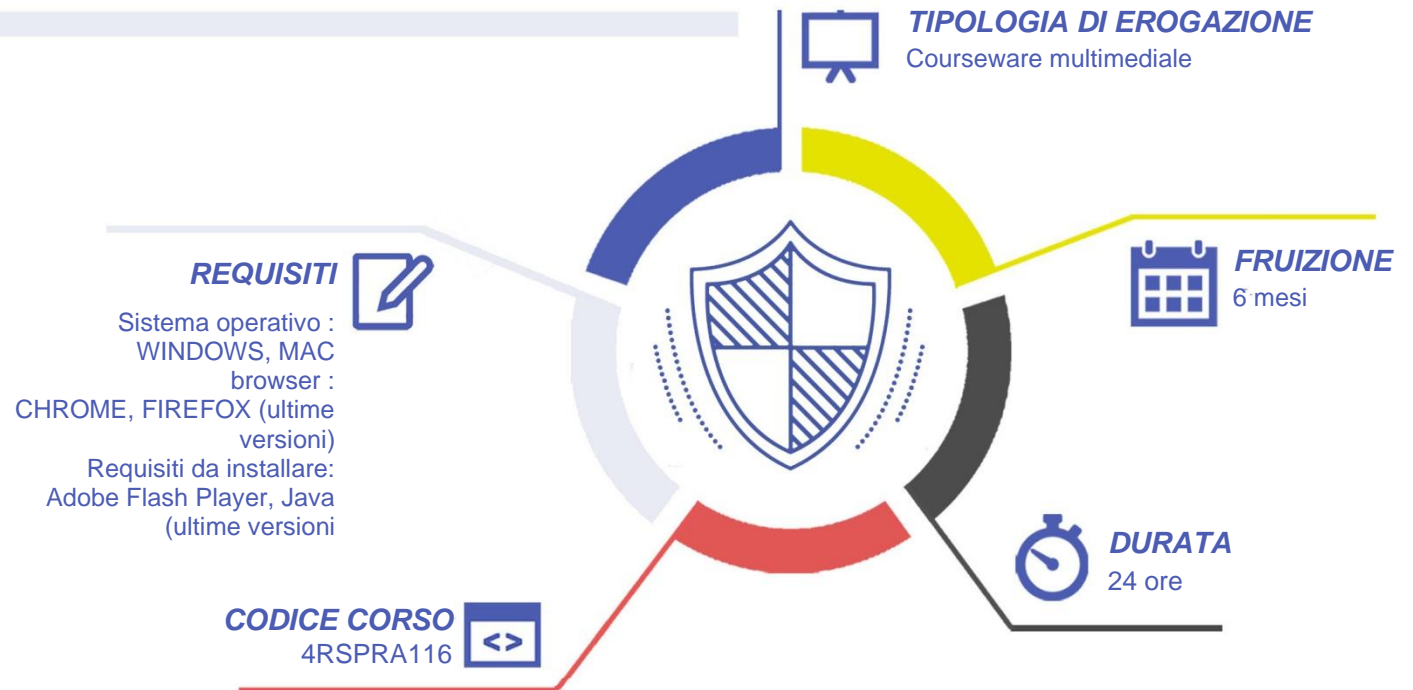 TIPOLOGIA DI EROGAZIONE
Courseware multimediale
REQUISITI
Sistema operativo :
WINDOWS, MAC
browser :
CHROME, FIREFOX (ultime
versioni)
Requisiti da installare:
Adobe Flash Player, Java
(ultime versioni
FRUIZIONE
6 mesi
DURATA
24 ore
CODICE CORSO
4RSPRA116
<>